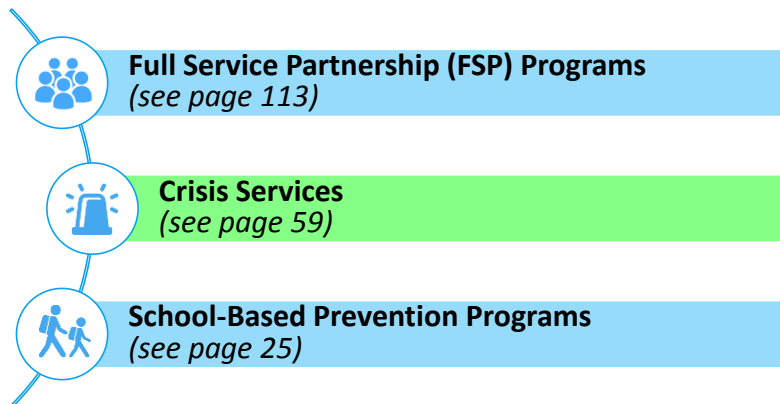 Full Service Partnership (FSP) Programs
(see page 113)
Crisis Services
(see page 59)
School-Based Prevention Programs
(see page 25)